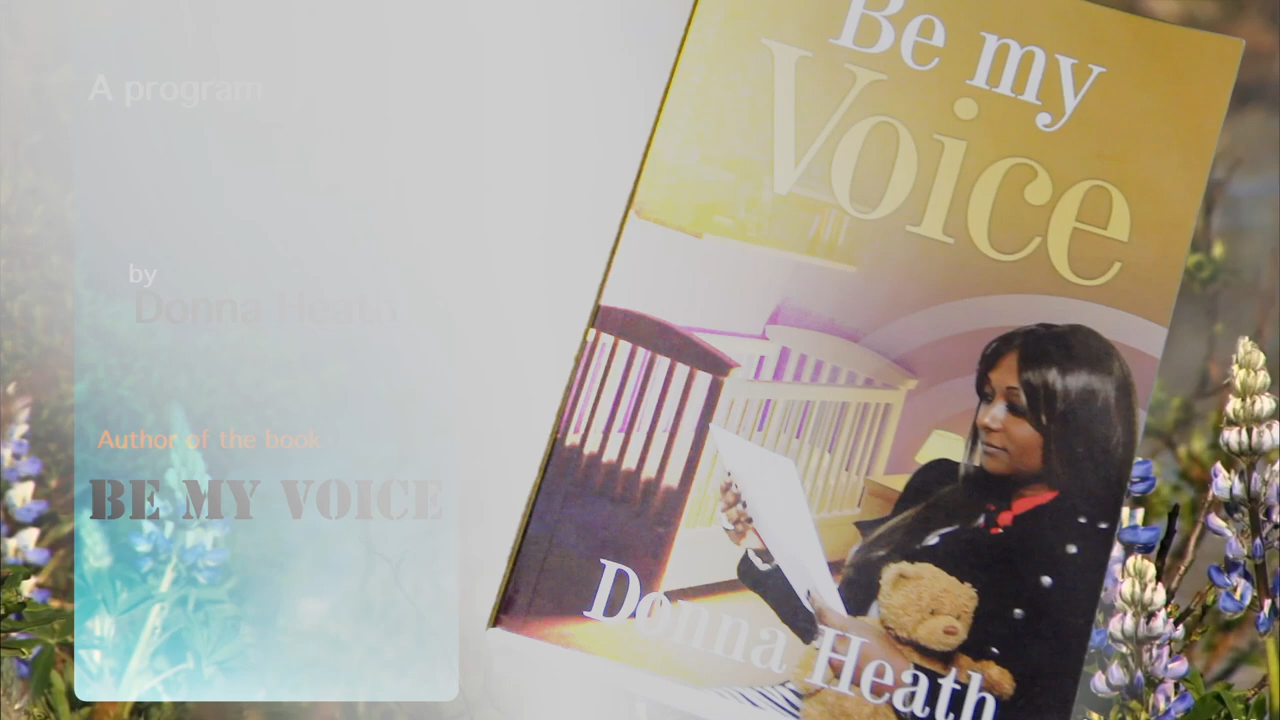 A program
by
Donna Heath
Author of the book
BE MY VOICE
Be my
Voice
Donna Heath